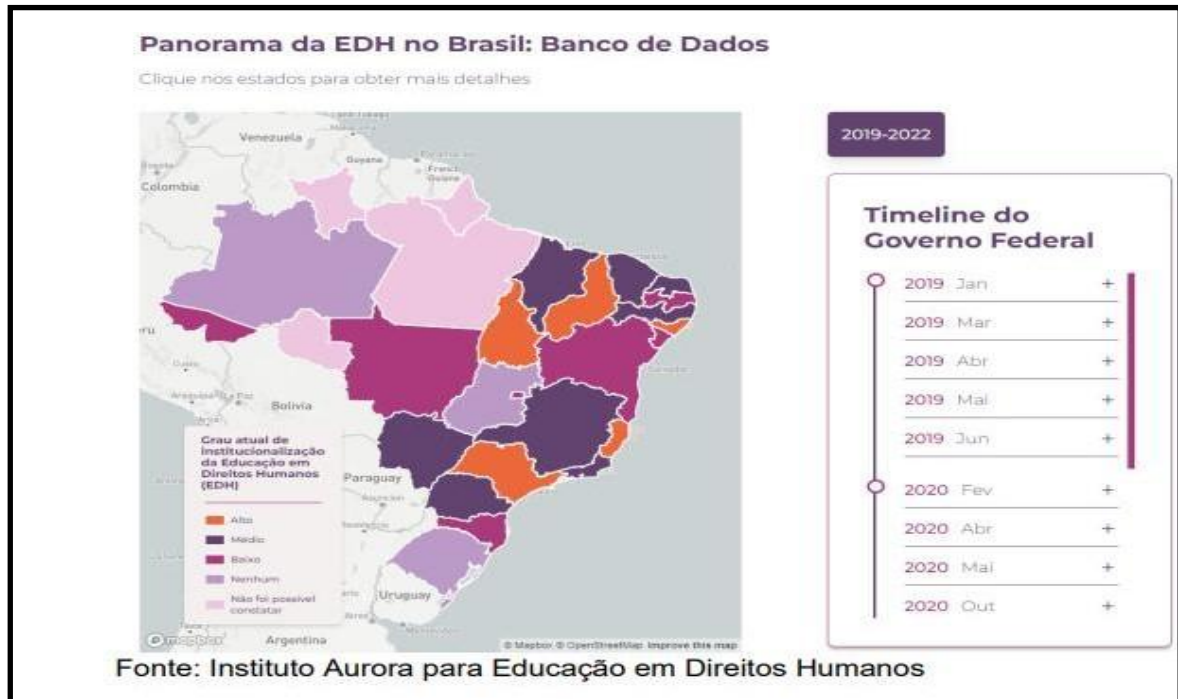 Panorama da EDH no Brasil: Banco de Dados
Clique nos estados para obter mais detalhes
Venezuela
Guyana
French
Guiana
Colombia
Bolivia
Paraguay
Uruguay
Argentina
Salvador
Grau atual de
institucionalização
da Educação em
Direitos Humanos
(EDH)
Alto
Médio
Baixo
Nenhum
Não foi possível
constatar
mapbox
© Mapbox © OpenStreetMap Improve this map
2019-2022
Timeline do
Governo Federal
2019 Jan +
2019 Mar +
2019 Abr +
2019 Mai +
2019 Jun +
2020 Fev +
2020 Abr +
2020 Mai +
2020 Out +
Fonte: Instituto Aurora para Educação em Direitos Humanos